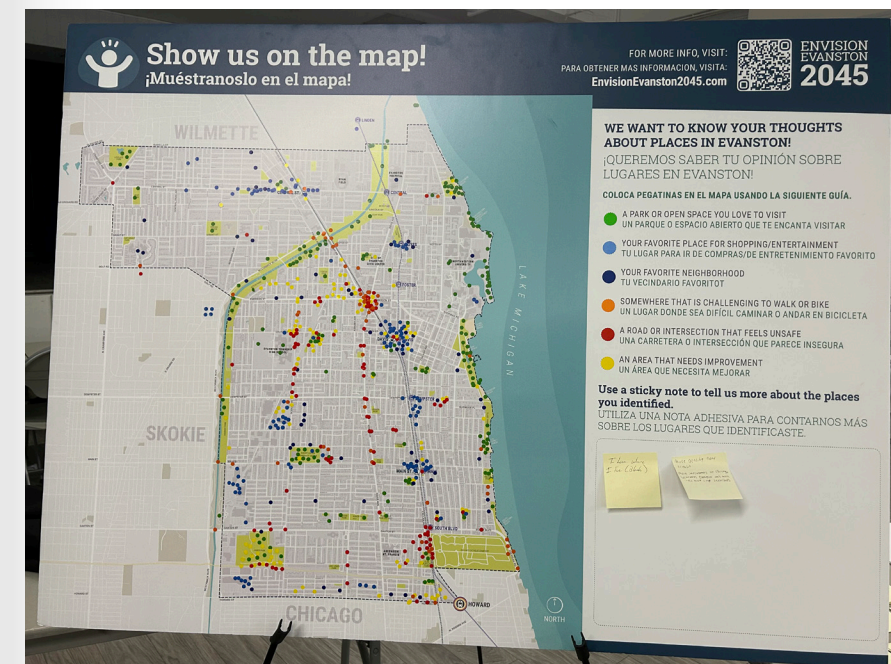 Show us on the map!
¡Muéstranoslo en el mapa!
FOR MORE INFO, VISIT:
PARA OBTENER MAS INFORMACION, VISITA:
EnvisionEvanston2045.com
ENVISION
EVANSTON
2045
WILMETTE
LINDEN
CENTRAL
FOSTER
SKOKIE
MAIN ST
SOUTH BLVD
HOWARD
CHICAGO
LAKE MICHIGAN
NORTH
WE WANT TO KNOW YOUR THOUGHTS
ABOUT PLACES IN EVANSTON!
¡QUEREMOS SABER TU OPINIÓN SOBRE
LUGARES EN EVANSTON!
COLOCA PEGATINAS EN EL MAPA USANDO LA SIGUIENTE GUÍA.
A PARK OR OPEN SPACE YOU LOVE TO VISIT
UN PARQUE O ESPACIO ABIERTO QUE TE ENCANTA VISITAR
YOUR FAVORITE PLACE FOR SHOPPING/ENTERTAINMENT
TU LUGAR PARA IR DE COMPRAS/DE ENTRETENIMIENTO FAVORITO
YOUR FAVORITE NEIGHBORHOOD
TU VECINDARIO FAVORITOT
SOMEWHERE THAT IS CHALLENGING TO WALK OR BIKE
UN LUGAR DONDE SEA DIFÍCIL CAMINAR O ANDAR EN BICICLETA
A ROAD OR INTERSECTION THAT FEELS UNSAFE
UNA CARRETERA O INTERSECCIÓN QUE PARECE INSEGURA
AN AREA THAT NEEDS IMPROVEMENT
UN ÁREA QUE NECESITA MEJORAR
Use a sticky note to tell us more about the places
you identified.
UTILIZA UNA NOTA ADHESIVA PARA CONTARNOS MÁS
SOBRE LOS LUGARES QUE IDENTIFICASTE.